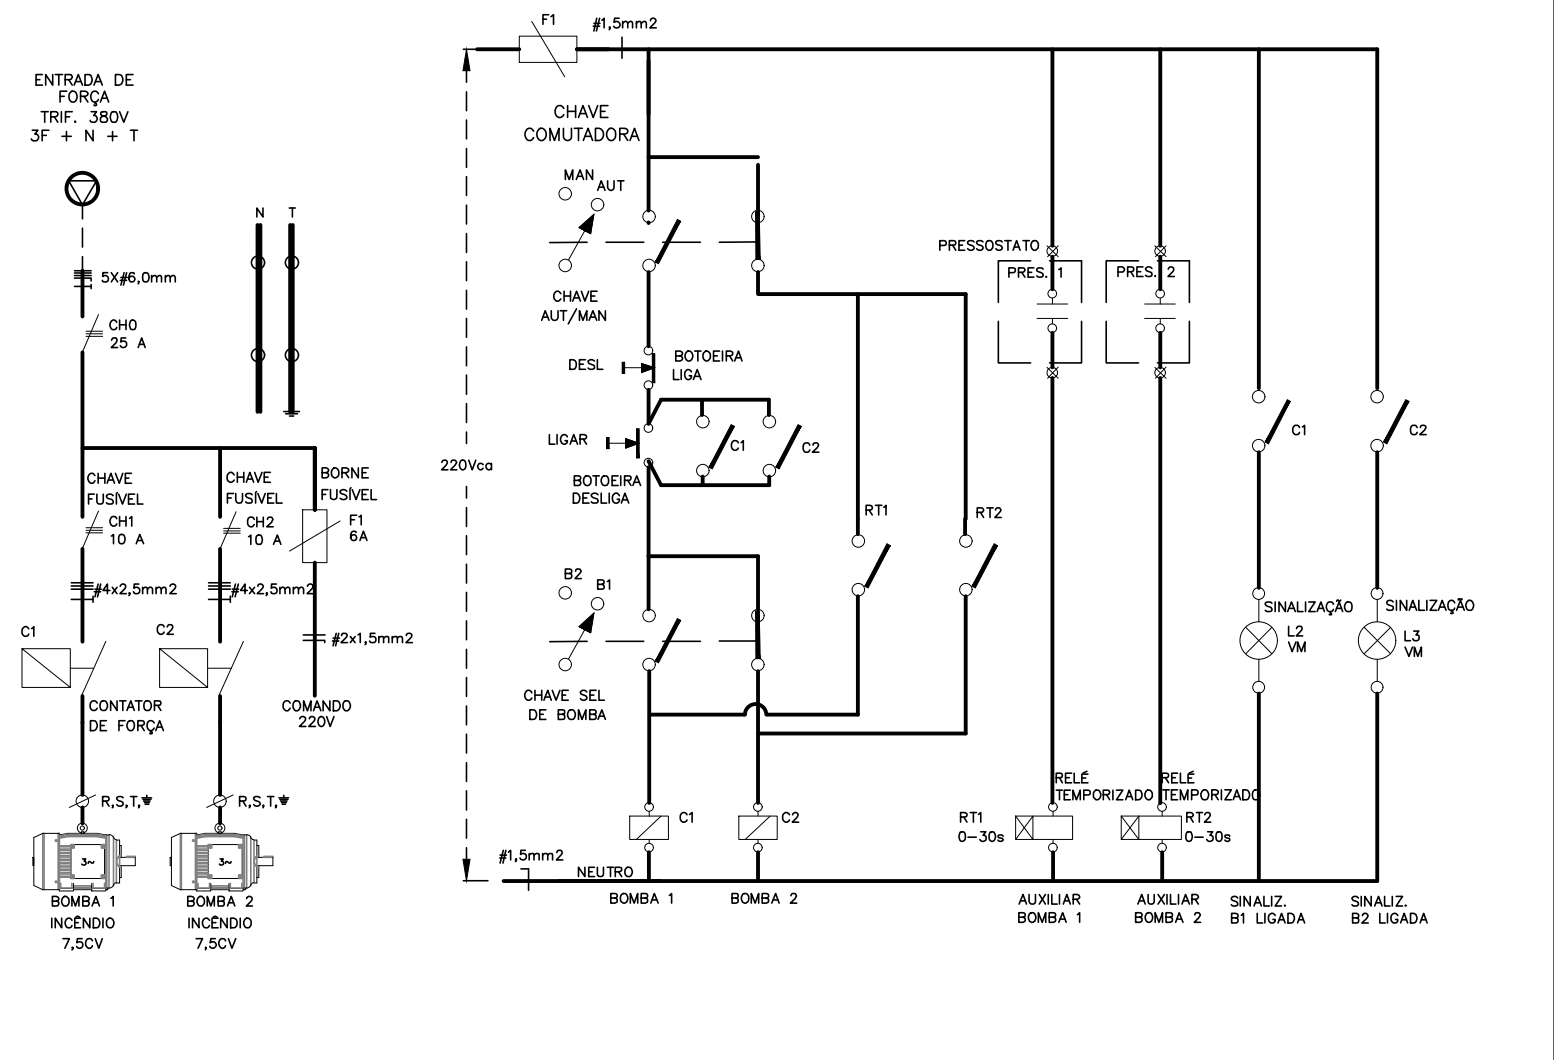 ENTRADA DE
FORÇA
TRIF. 380V
3F + N + T
N T
5X#6,0mm
CH0
25 A
CHAVE
FUSÍVEL
CH1
10 A
CHAVE
FUSÍVEL
CH2
10 A
BORNE
FUSÍVEL
F1
6A
#4x2,5mm2
#4x2,5mm2
#2x1,5mm2
C1
C2
CONTATOR
DE FORÇA
COMANDO
220V
R,S,T,
R,S,T,
3~
3~
BOMBA 1
INCÊNDIO
7,5CV
BOMBA 2
INCÊNDIO
7,5CV
F1
#1,5mm2
CHAVE
COMUTADORA
MAN
AUT
CHAVE
AUT/MAN
DESL
BOTOEIRA
LIGA
LIGAR
C1
C2
220Vca
BOTOEIRA
DESLIGA
RT1
RT2
B2
B1
CHAVE SEL
DE BOMBA
C1
C2
#1,5mm2
NEUTRO
BOMBA 1
BOMBA 2
PRESSOSTATO
PRES. 1
PRES. 2
RELÉ
TEMPORIZADO
RT1
0-30s
RELÉ
TEMPORIZADO
RT2
0-30s
AUXILIAR
BOMBA 1
AUXILIAR
BOMBA 2
C1
C2
SINALIZAÇÃO
L2
VM
SINALIZAÇÃO
L3
VM
SINALIZ.
B1 LIGADA
SINALIZ.
B2 LIGADA